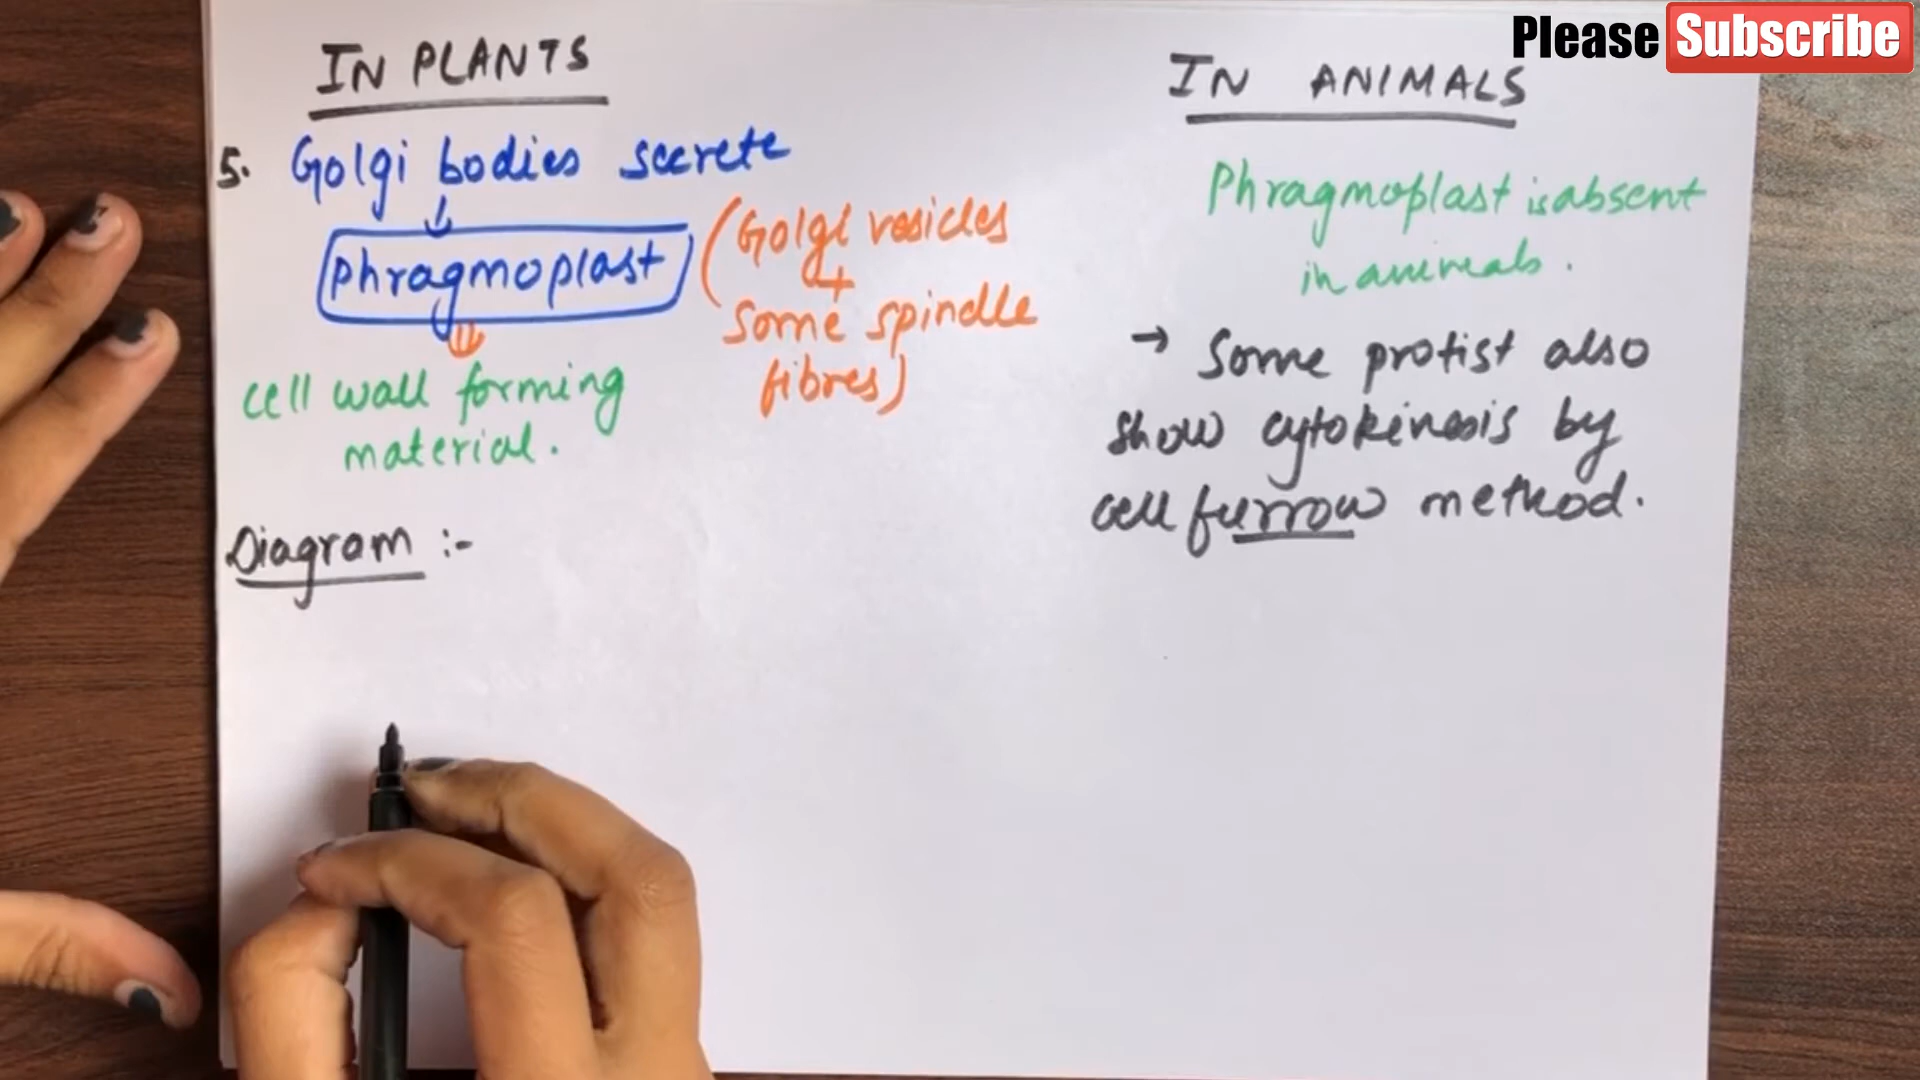 Please Subscribe
IN PLANTS
5. Golgi bodies secrete
↓
phragmoplast
(Golgi vesicles
+
some spindle
fibres)
cell wall forming
material.
Diagram :-
IN ANIMALS
Phragmoplast is absent
in animals.
→ Some protist also
show cytokinesis by
cell furrow method.